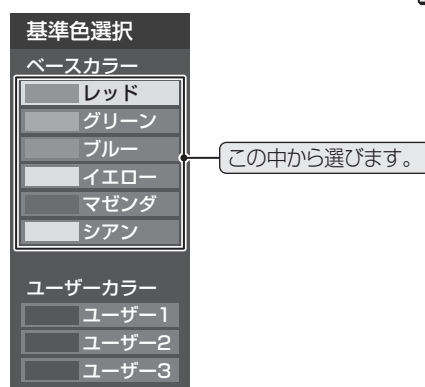 基準色選択
ベースカラー
レッド
グリーン
ブルー
イエロー
マゼンダ
シアン
この中から選びます。
ユーザーカラー
ユーザー1
ユーザー2
ユーザー3